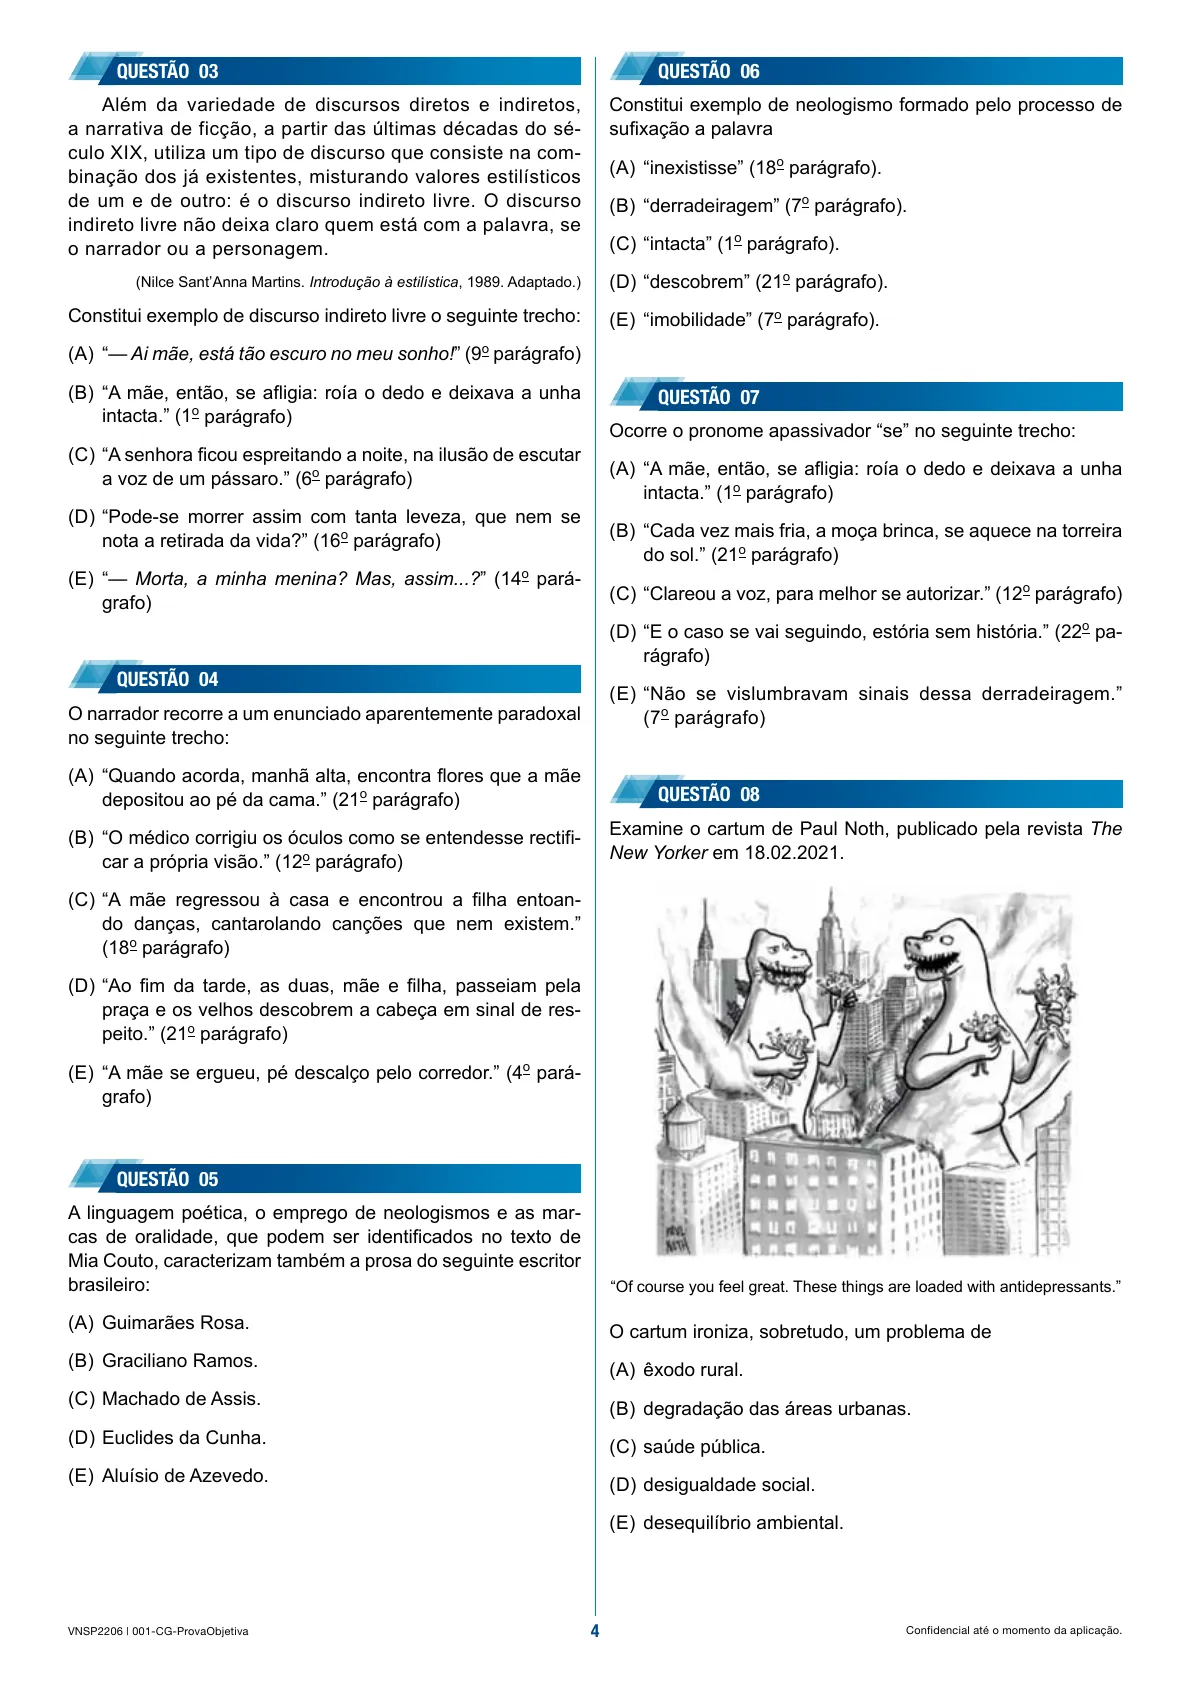 QUESTÃO 03
Além da variedade de discursos diretos e indiretos,
a narrativa de ficção, a partir das últimas décadas do sé-
culo XIX, utiliza um tipo de discurso que consiste na com-
binação dos já existentes, misturando valores estilísticos
de um e de outro: é o discurso indireto livre. O discurso
indireto livre não deixa claro quem está com a palavra, se
o narrador ou a personagem.
(Nilce Sant’Anna Martins. Introdução à estilística, 1989. Adaptado.)
Constitui exemplo de discurso indireto livre o seguinte trecho:
(A) “— Ai mãe, está tão escuro no meu sonho!” (9º parágrafo)
(B) “A mãe, então, se afligia: roía o dedo e deixava a unha
intacta.” (1º parágrafo)
(C) “A senhora ficou espreitando a noite, na ilusão de escutar
a voz de um pássaro.” (6º parágrafo)
(D) “Pode-se morrer assim com tanta leveza, que nem se
nota a retirada da vida?” (16º parágrafo)
(E) “— Morta, a minha menina? Mas, assim...?” (14º pará-
grafo)
QUESTÃO 04
O narrador recorre a um enunciado aparentemente paradoxal
no seguinte trecho:
(A) “Quando acorda, manhã alta, encontra flores que a mãe
depositou ao pé da cama.” (21º parágrafo)
(B) “O médico corrigiu os óculos como se entendesse rectifi-
car a própria visão.” (12º parágrafo)
(C) “A mãe regressou à casa e encontrou a filha entoan-
do danças, cantarolando canções que nem existem.”
(18º parágrafo)
(D) “Ao fim da tarde, as duas, mãe e filha, passeiam pela
praça e os velhos descobrem a cabeça em sinal de res-
peito.” (21º parágrafo)
(E) “A mãe se ergueu, pé descalço pelo corredor.” (4º pará-
grafo)
QUESTÃO 05
A linguagem poética, o emprego de neologismos e as mar-
cas de oralidade, que podem ser identificados no texto de
Mia Couto, caracterizam também a prosa do seguinte escritor
brasileiro:
(A) Guimarães Rosa.
(B) Graciliano Ramos.
(C) Machado de Assis.
(D) Euclides da Cunha.
(E) Aluísio de Azevedo.
QUESTÃO 06
Constitui exemplo de neologismo formado pelo processo de
sufixação a palavra
(A) “inexistisse” (18º parágrafo).
(B) “derradeiragem” (7º parágrafo).
(C) “intacta” (1º parágrafo).
(D) “descobrem” (21º parágrafo).
(E) “imobilidade” (7º parágrafo).
QUESTÃO 07
Ocorre o pronome apassivador “se” no seguinte trecho:
(A) “A mãe, então, se afligia: roía o dedo e deixava a unha
intacta.” (1º parágrafo)
(B) “Cada vez mais fria, a moça brinca, se aquece na torreira
do sol.” (21º parágrafo)
(C) “Clareou a voz, para melhor se autorizar.” (12º parágrafo)
(D) “E o caso se vai seguindo, estória sem história.” (22º pa-
rágrafo)
(E) “Não se vislumbravam sinais dessa derradeiragem.”
(7º parágrafo)
QUESTÃO 08
Examine o cartum de Paul Noth, publicado pela revista The
New Yorker em 18.02.2021.
PAUL
NOTH
“Of course you feel great. These things are loaded with antidepressants.”
O cartum ironiza, sobretudo, um problema de
(A) êxodo rural.
(B) degradação das áreas urbanas.
(C) saúde pública.
(D) desigualdade social.
(E) desequilíbrio ambiental.
VNSP2206 | 001-CG-ProvaObjetiva
4
Confidencial até o momento da aplicação.